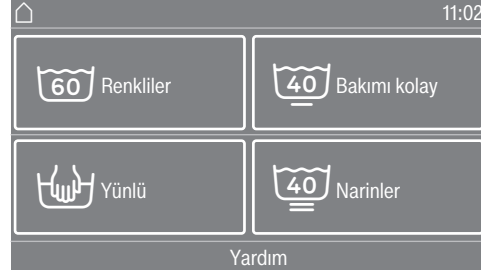 11:02
60 Renkliler
40 Bakımı kolay
Yünlü
40 Narinler
Yardım